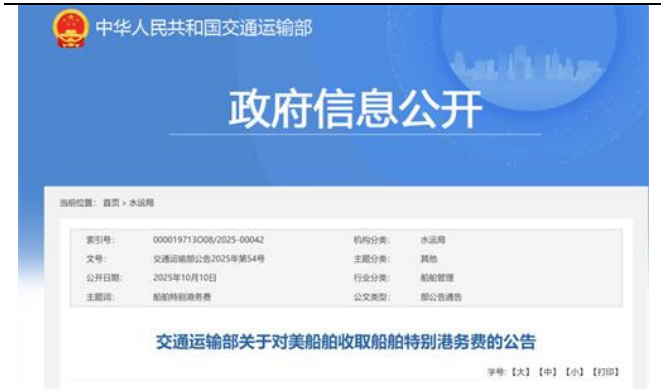 中华人民共和国交通运输部
政府信息公开
当前位置: 首页 > 水运局
索引号: 000019713O08/2025-00042 机构分类: 水运局
文号: 交通运输部公告2025年第54号 主题分类: 其他
公开日期: 2025年10月10日 行业分类: 船舶管理
主题词: 船舶特别港务费 公文类型: 部公告通告
交通运输部关于对美船舶收取船舶特别港务费的公告
字号:【大】【中】【小】【打印】